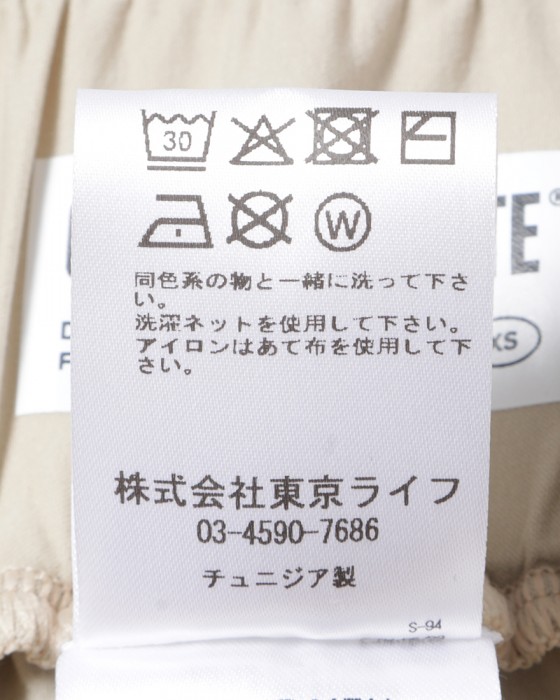 30
W
同色系の物と一緒に洗って下さ
い。
洗濯ネットを使用して下さい。
アイロンはあて布を使用して下
さい。
株式会社東京ライフ
03-4590-7686
チュニジア製
S-94
TE®
XS